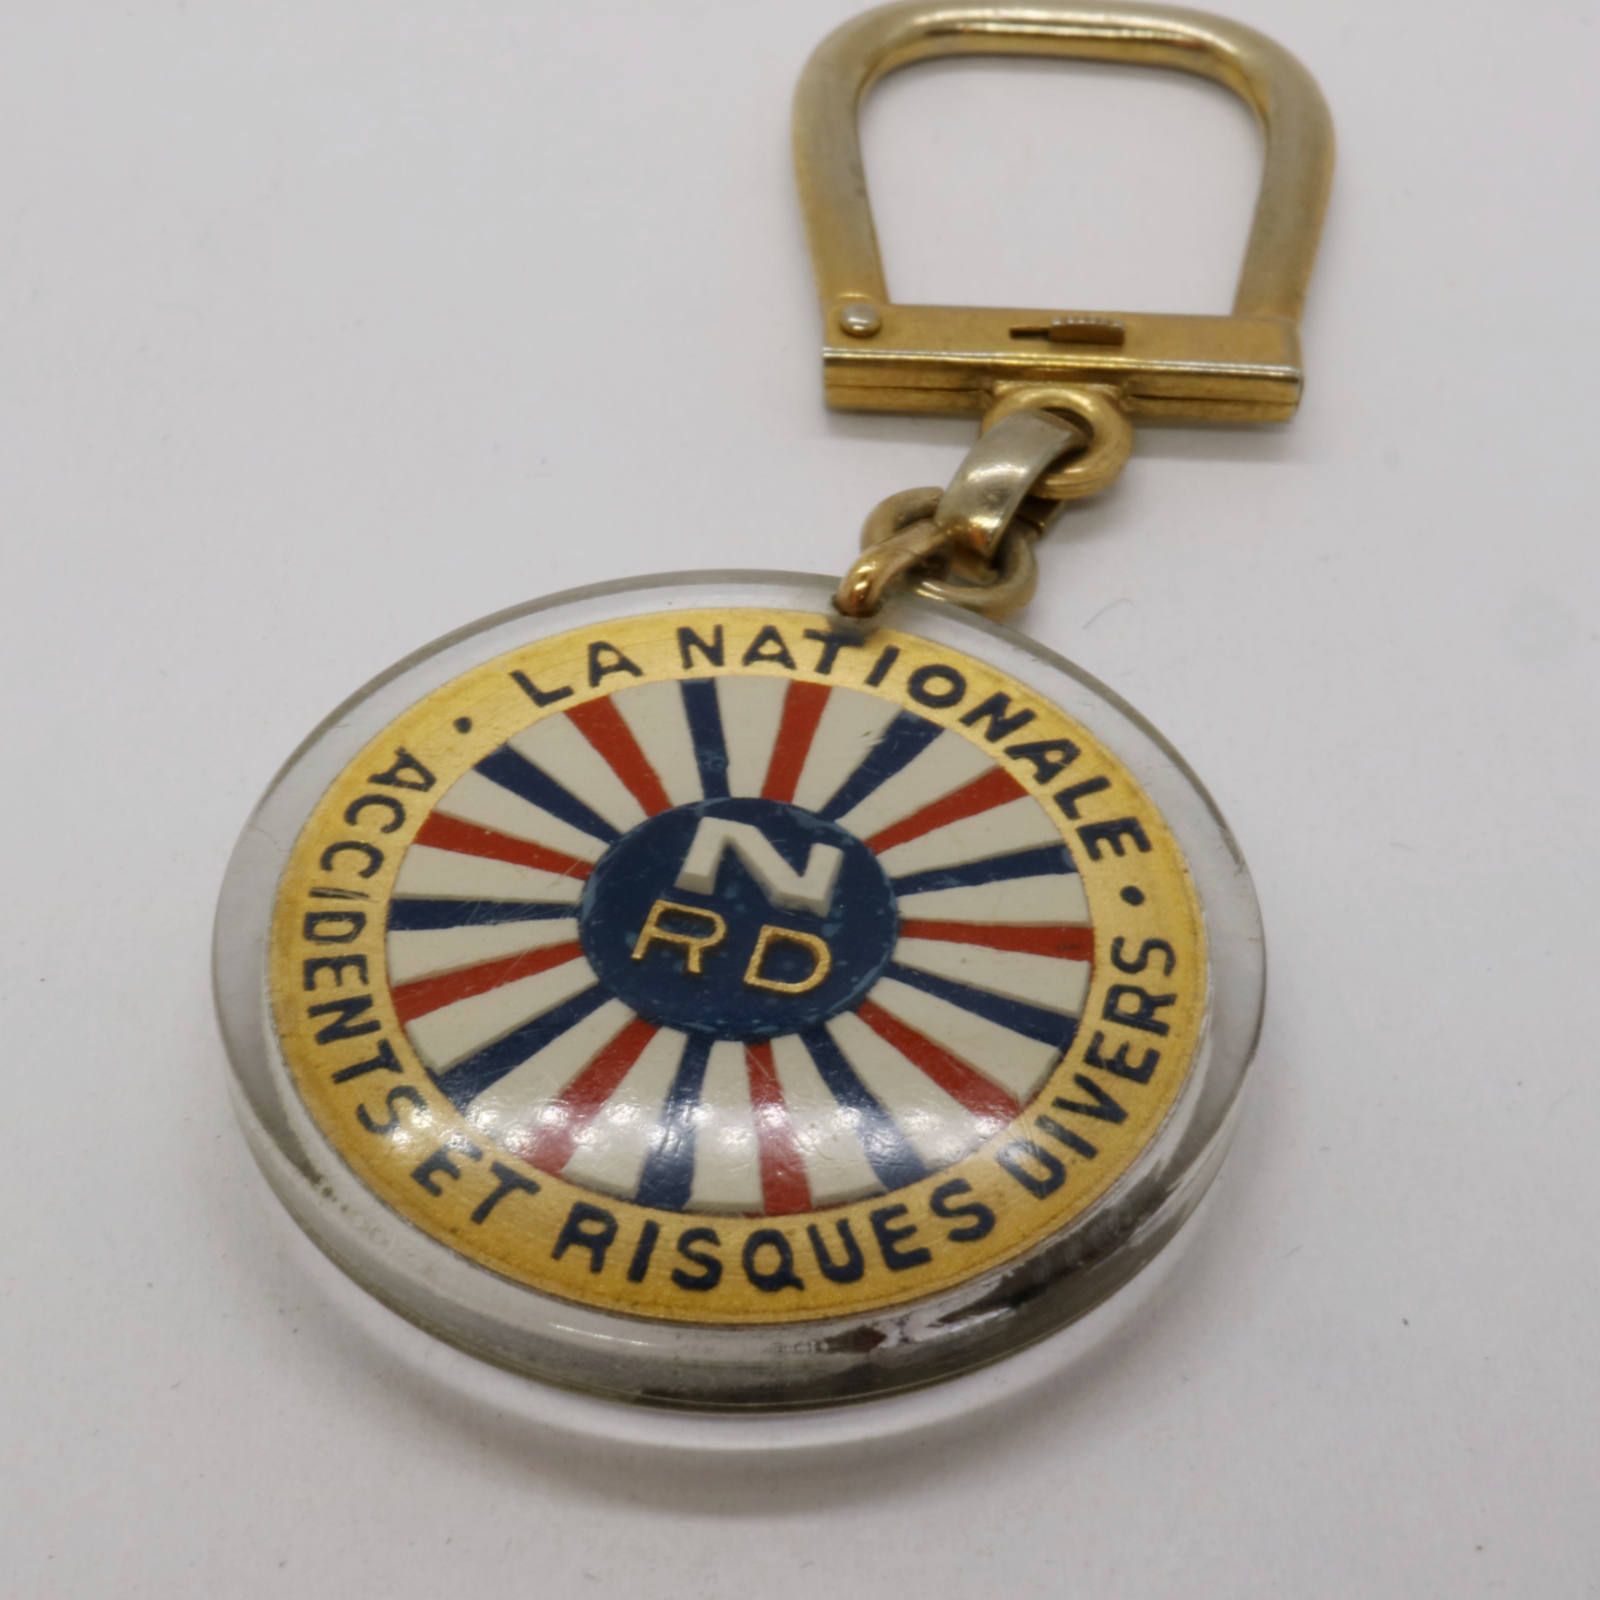 LA NATIONALE
ACCIDENTS ET RISQUES DIVERS
N
RD